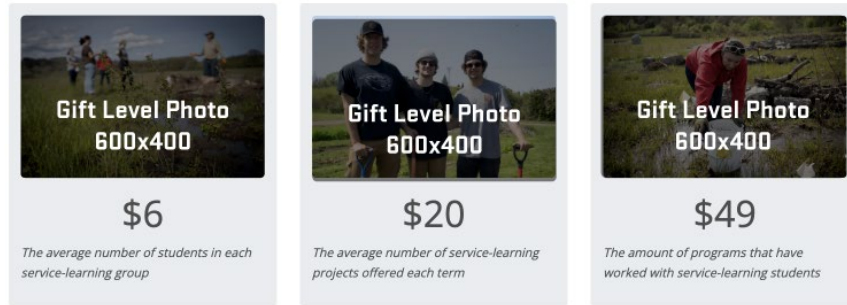 Gift Level Photo
600x400
$6
The average number of students in each
service-learning group
Gift Level Photo
600x400
$20
The average number of service-learning
projects offered each term
Gift Level Photo
600x400
$49
The amount of programs that have
worked with service-learning students